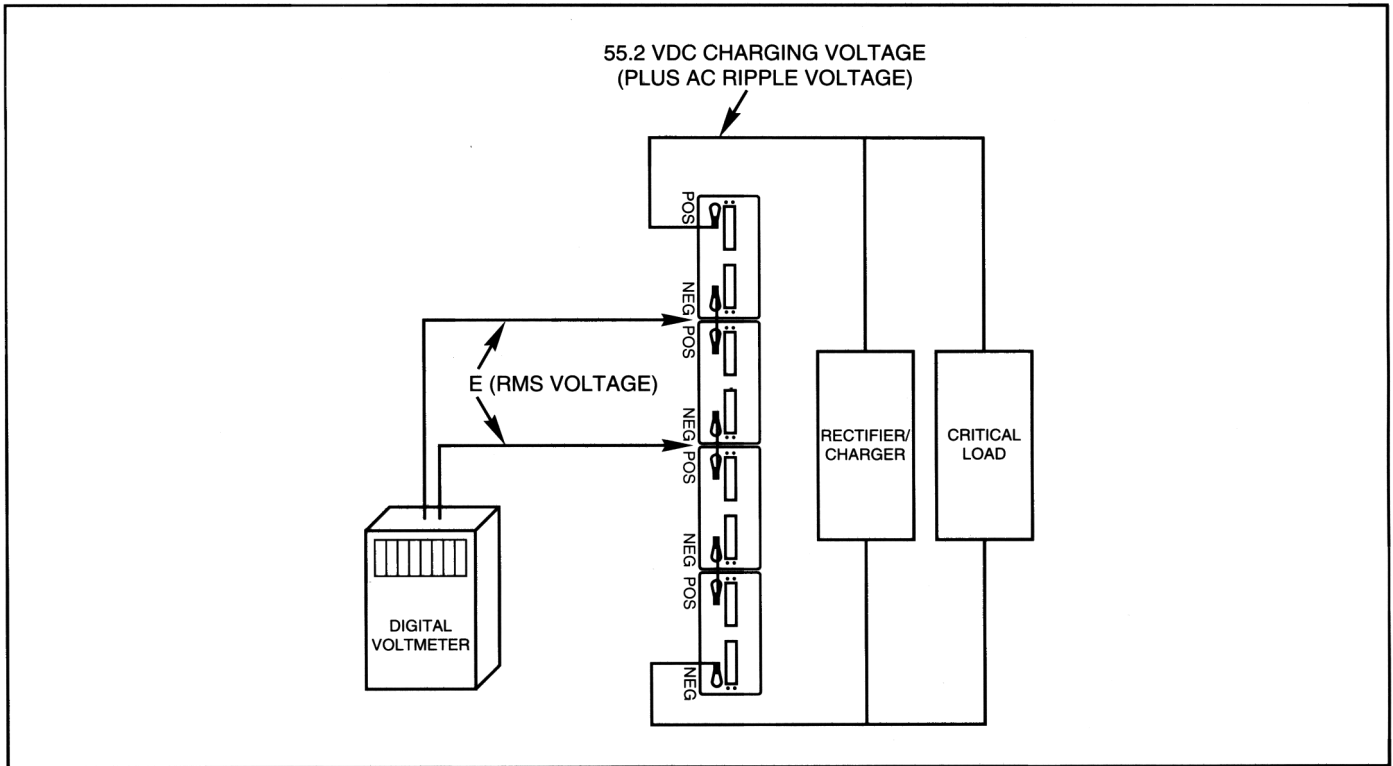 55.2 VDC CHARGING VOLTAGE
(PLUS AC RIPPLE VOLTAGE)
POS
NEG
POS
E (RMS VOLTAGE)
NEG
POS
RECTIFIER/
CHARGER
CRITICAL
LOAD
NEG
POS
DIGITAL
VOLTMETER
NEG